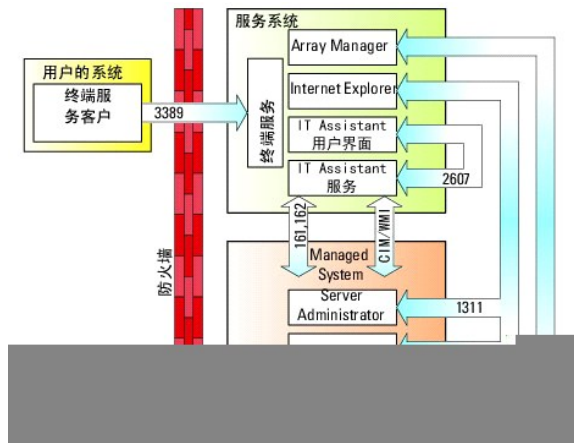 服务系统
Array Manager
用户的系统
终端服
务客户
3389
终端服务
Internet Explorer
IT Assistant
用户界面
IT Assistant
服务
2607
161,162
CIM/WMI
防火墙
Managed
System
Server
Administrator
1311